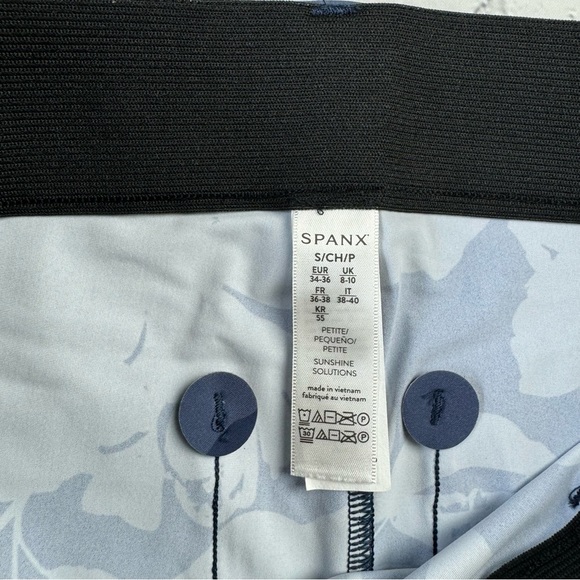 SPANX
S/CH/P
EUR UK
34-36 8-10
FR IT
36-38 38-40
KR
55
PETITE/
PEQUEÑO/
PETITE
SUNSHINE
SOLUTIONS
made in vietnam
fabriqué au vietnam
P
30 P